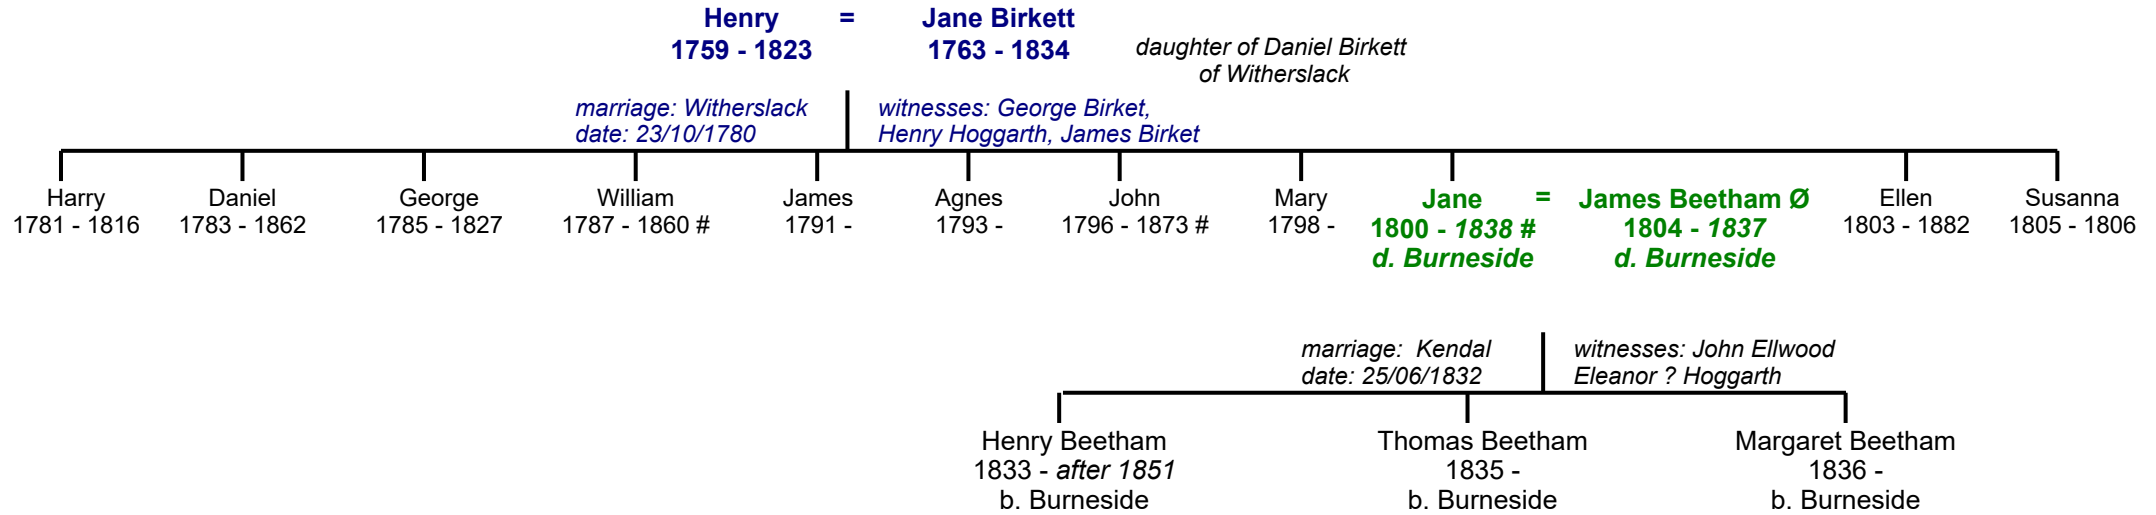 Henry = Jane Birkett
1759 - 1823 1763 - 1834
daughter of Daniel Birkett
of Witherslack
marriage: Witherslack
date: 23/10/1780
witnesses: George Birket,
Henry Hoggarth, James Birket
Harry
1781 - 1816
Daniel
1783 - 1862
George
1785 - 1827
William
1787 - 1860 #
James
1791 -
Agnes
1793 -
John
1796 - 1873 #
Mary
1798 -
Jane = James Beetham Ø
1800 - 1838 # 1804 - 1837
d. Burneside d. Burneside
Ellen
1803 - 1882
Susanna
1805 - 1806
marriage: Kendal
date: 25/06/1832
witnesses: John Ellwood
Eleanor ? Hoggarth
Henry Beetham
1833 - after 1851
b. Burneside
Thomas Beetham
1835 -
b. Burneside
Margaret Beetham
1836 -
b. Burneside